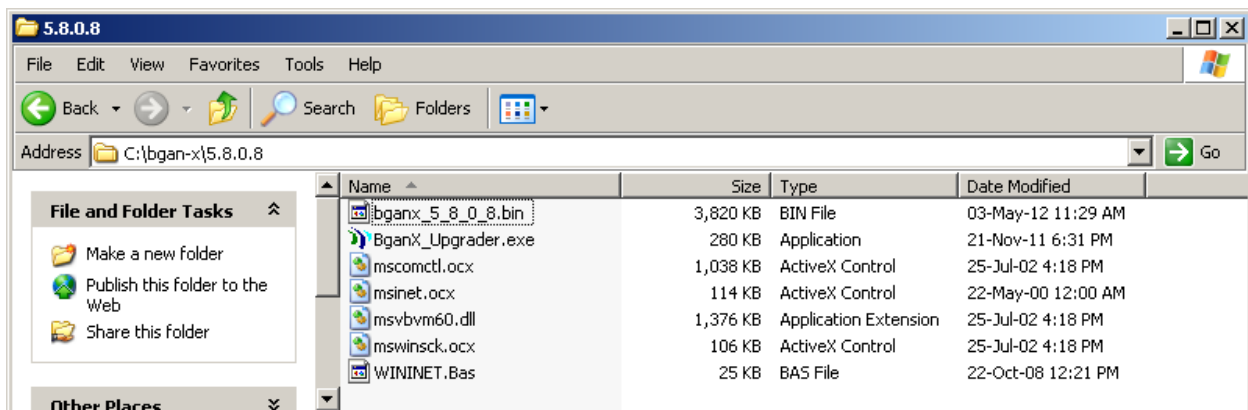 5.8.0.8
File Edit View Favorites Tools Help
Back Search Folders
Address C:\bgan-x\5.8.0.8 Go
File and Folder Tasks
Make a new folder
Publish this folder to the
Web
Share this folder
Other Places
Name Size Type Date Modified
bganx_5_8_0_8.bin 3,820 KB BIN File 03-May-12 11:29 AM
BganX_Upgrader.exe 280 KB Application 21-Nov-11 6:31 PM
mscomctl.ocx 1,038 KB ActiveX Control 25-Jul-02 4:18 PM
msinet.ocx 114 KB ActiveX Control 22-May-00 12:00 AM
msvbvm60.dll 1,376 KB Application Extension 25-Jul-02 4:18 PM
mswinsck.ocx 106 KB ActiveX Control 25-Jul-02 4:18 PM
WININET.Bas 25 KB BAS File 22-Oct-08 12:21 PM